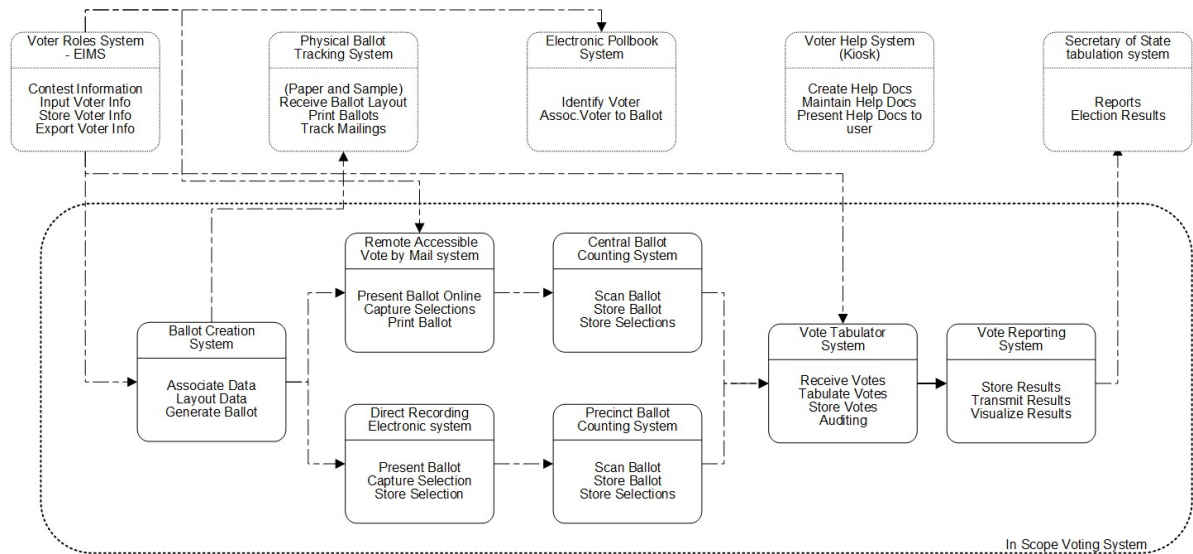 Voter Roles System
- EIMS
Contest Information
Input Voter Info
Store Voter Info
Export Voter Info
Physical Ballot
Tracking System
(Paper and Sample)
Receive Ballot Layout
Print Ballots
Track Mailings
Electronic Pollbook
System
Identify Voter
Assoc.Voter to Ballot
Voter Help System
(Kiosk)
Create Help Docs
Maintain Help Docs
Present Help Docs to
user
Secretary of State
tabulation system
Reports
Election Results
Ballot Creation
System
Associate Data
Layout Data
Generate Ballot
Remote Accessible
Vote by Mail system
Present Ballot Online
Capture Selections
Print Ballot
Central Ballot
Counting System
Scan Ballot
Store Ballot
Store Selections
Direct Recording
Electronic system
Present Ballot
Capture Selection
Store Selection
Precinct Ballot
Counting System
Scan Ballot
Store Ballot
Store Selections
Vote Tabulator
System
Receive Votes
Tabulate Votes
Store Votes
Auditing
Vote Reporting
System
Store Results
Transmit Results
Visualize Results
In Scope Voting System